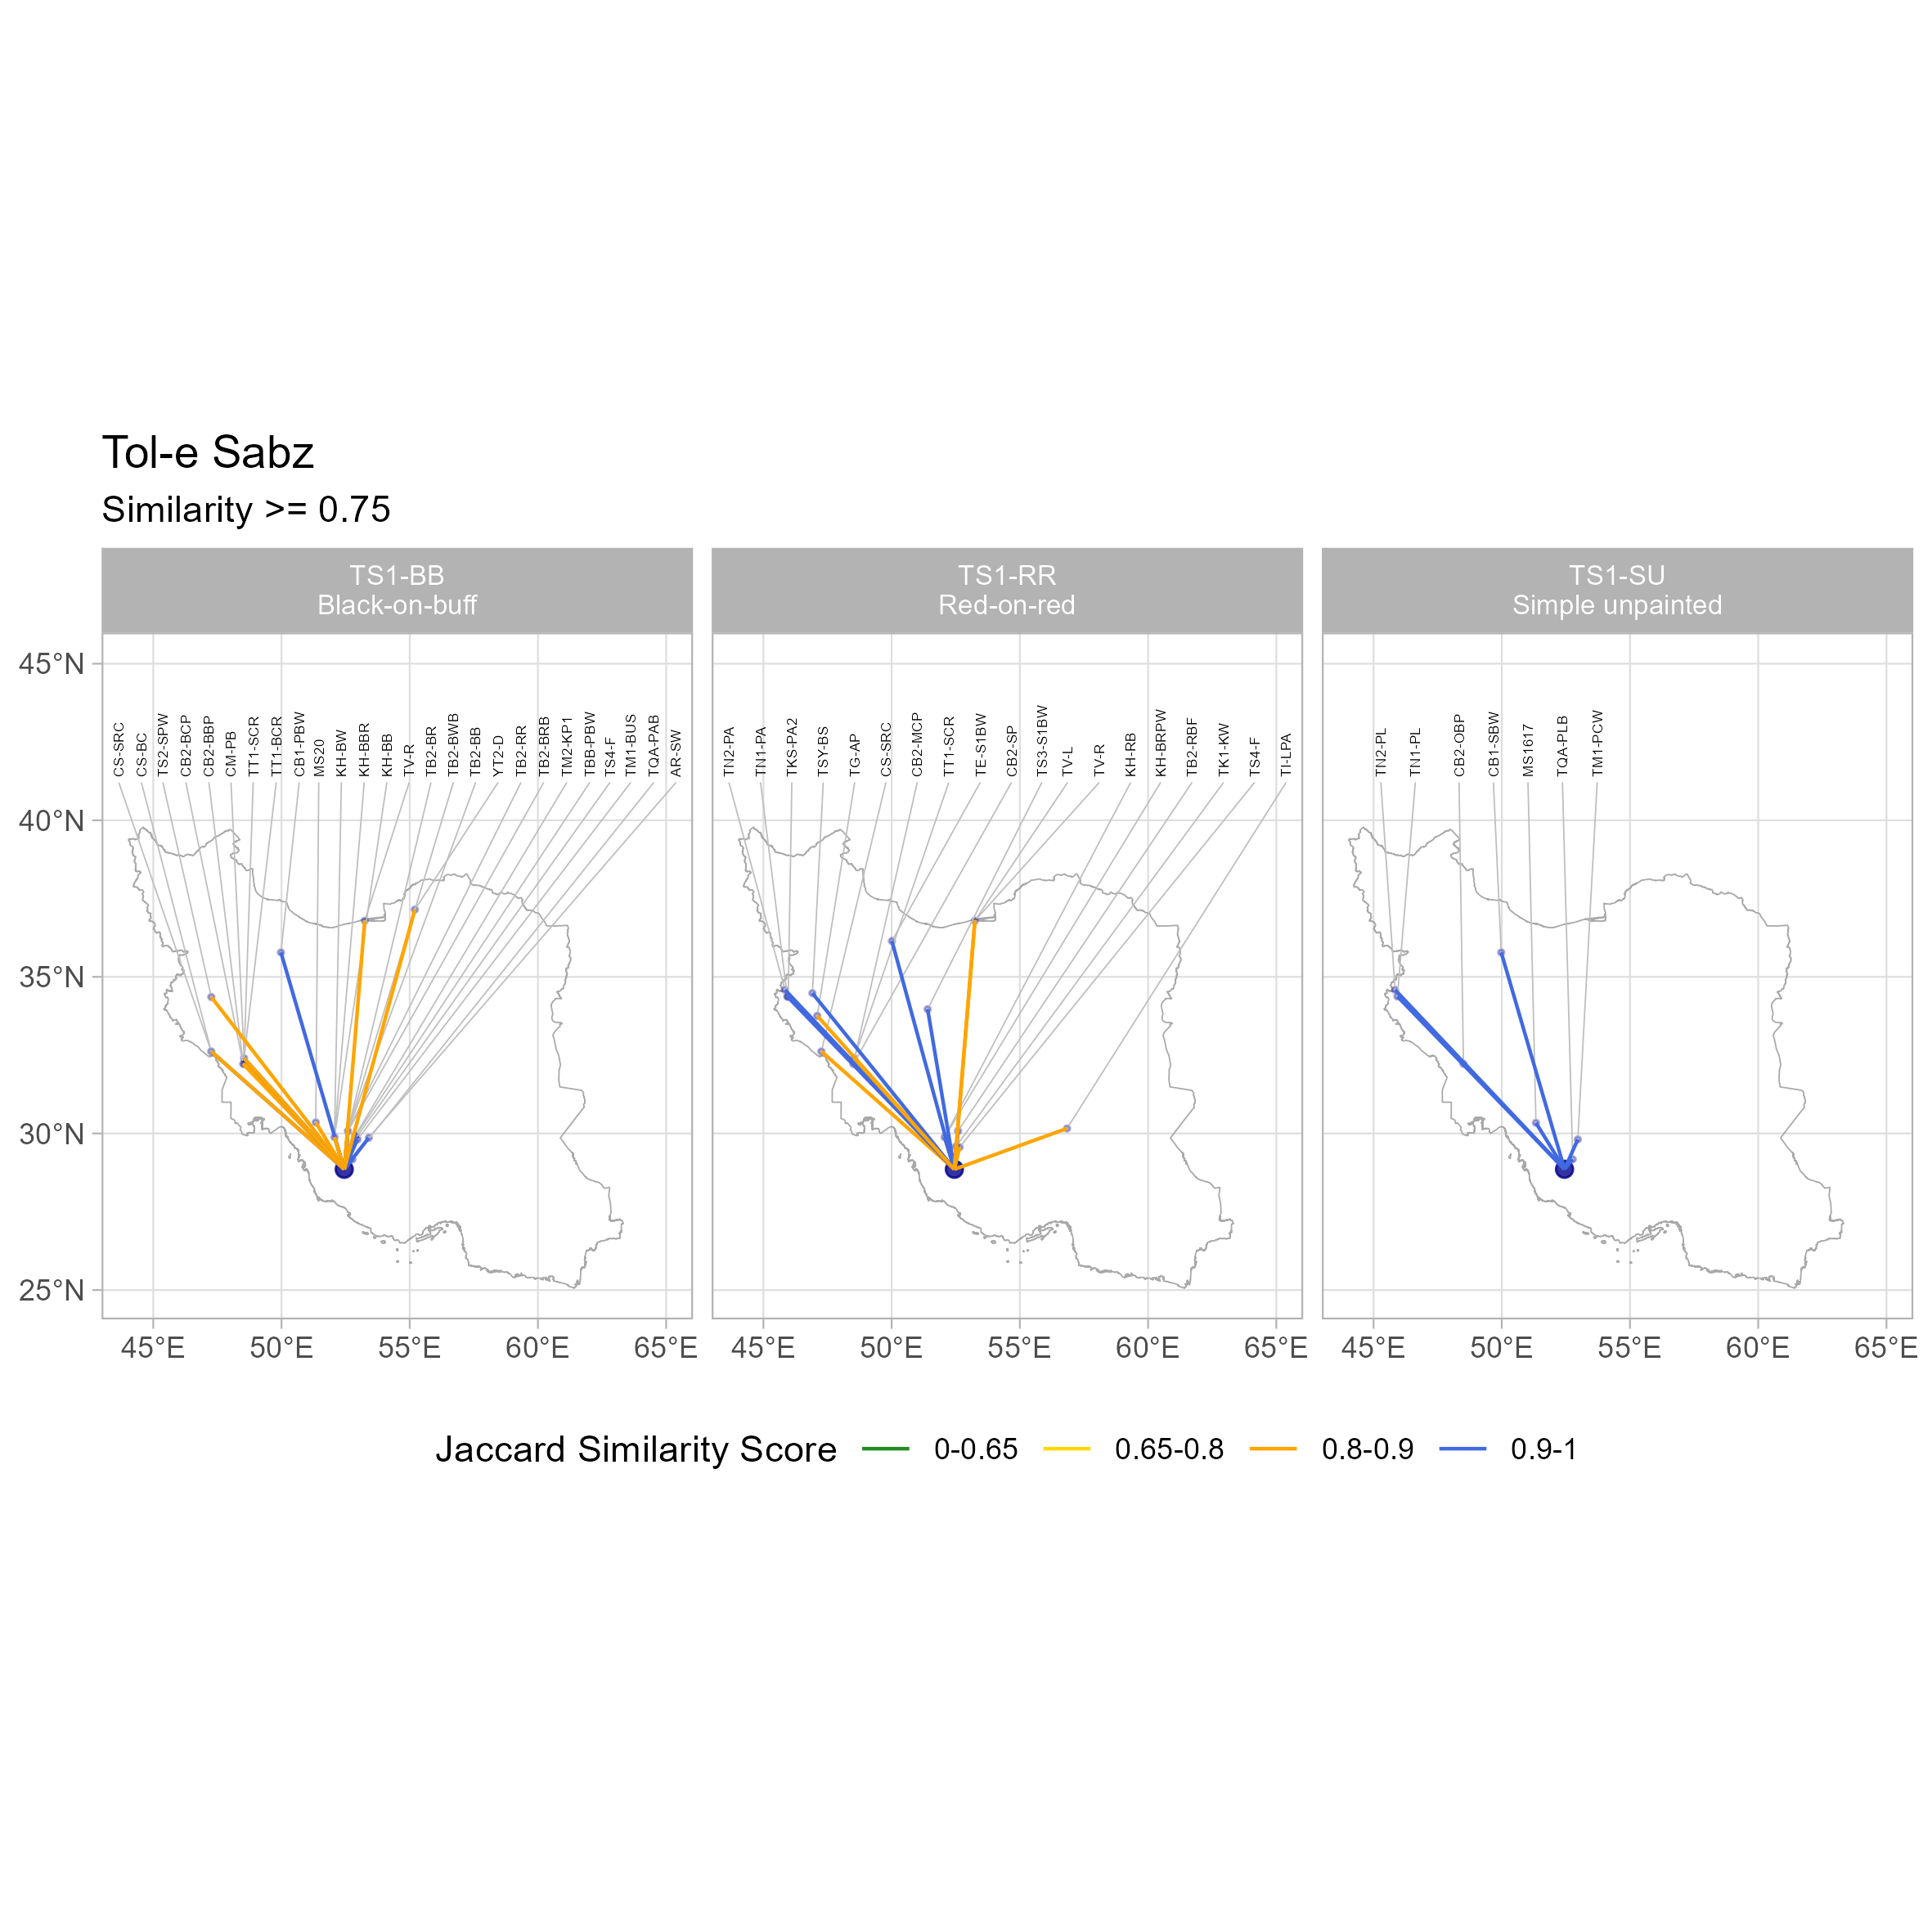 Tol-e Sabz
Similarity >= 0.75
TS1-BB
Black-on-buff
TS1-RR
Red-on-red
TS1-SU
Simple unpainted
CS-SRC
CS-BC
TS2-SPW
CB2-BCP
CB2-BBP
CM-PB
TT1-SCR
TT1-BCR
CB1-PBW
MS20
KH-BW
KH-BBR
KH-BB
TV-R
TB2-BR
TB2-BWB
TB2-BB
YT2-D
TB2-RR
TB2-BRB
TM2-KP1
TBB-PBW
TS4-F
TM1-BUS
TQA-PAB
AR-SW
TN2-PA
TN1-PA
TKS-PA2
TSY-BS
TG-AP
CS-SRC
CB2-MCP
TT1-SCR
TE-S1BW
CB2-SP
TS3-S1BW
TV-L
TV-R
KH-RB
KH-BRPW
TB2-RBF
TK1-KW
TS4-F
TI-LPA
TN2-PL
TN1-PL
CB2-OBP
CB1-SBW
MS1617
TQA-PLB
TM1-PCW
45°N
40°N
35°N
30°N
25°N
45°E 50°E 55°E 60°E 65°E
45°E 50°E 55°E 60°E 65°E
45°E 50°E 55°E 60°E 65°E
Jaccard Similarity Score 0-0.65 0.65-0.8 0.8-0.9 0.9-1